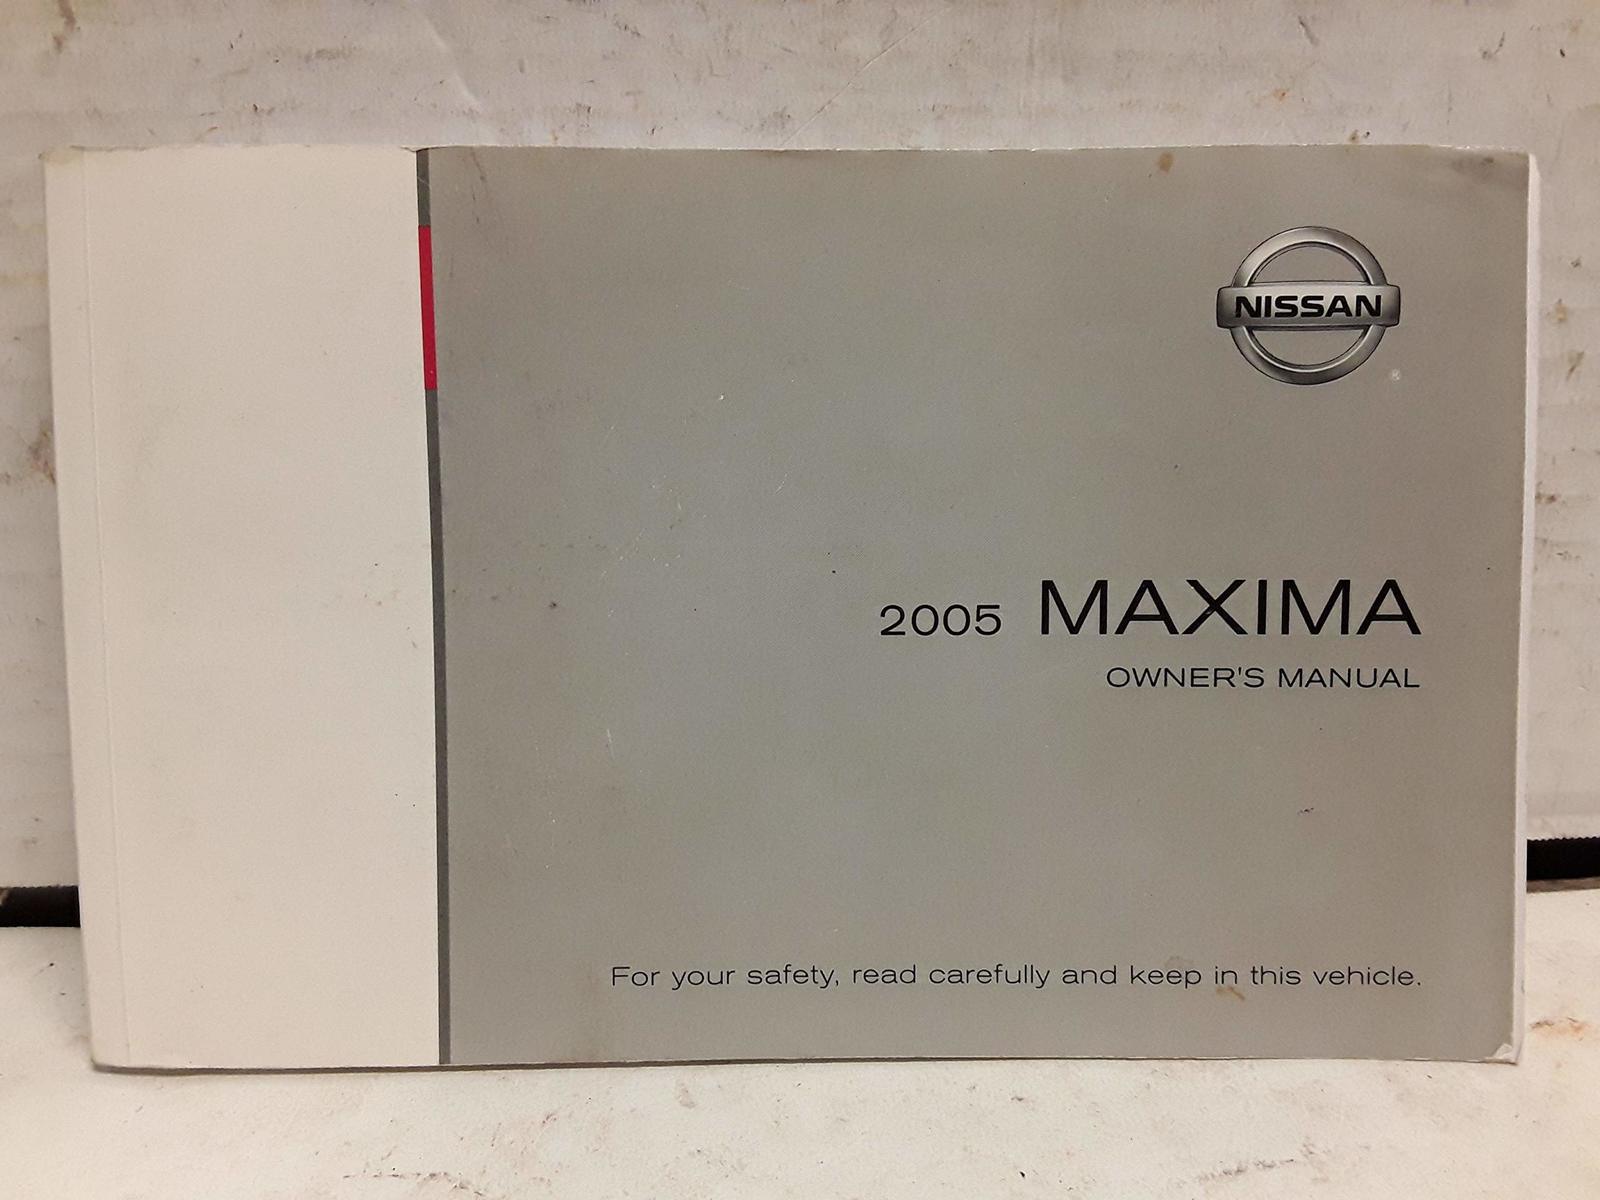 NISSAN
®
2005 MAXIMA
OWNER'S MANUAL
For your safety, read carefully and keep in this vehicle.